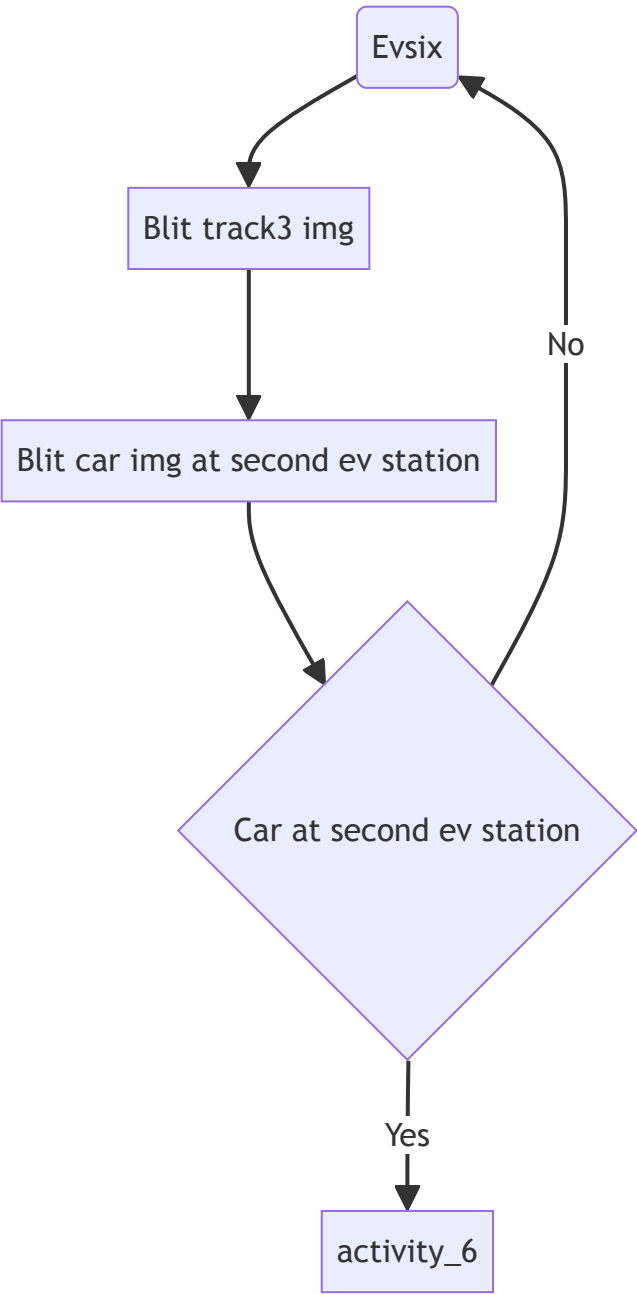 Evsix
Blit track3 img
No
Blit car img at second ev station
Car at second ev station
Yes
activity_6